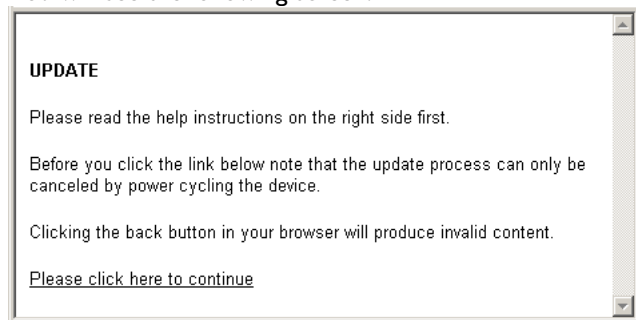 UPDATE
Please read the help instructions on the right side first.
Before you click the link below note that the update process can only be
canceled by power cycling the device.
Clicking the back button in your browser will produce invalid content.
Please click here to continue